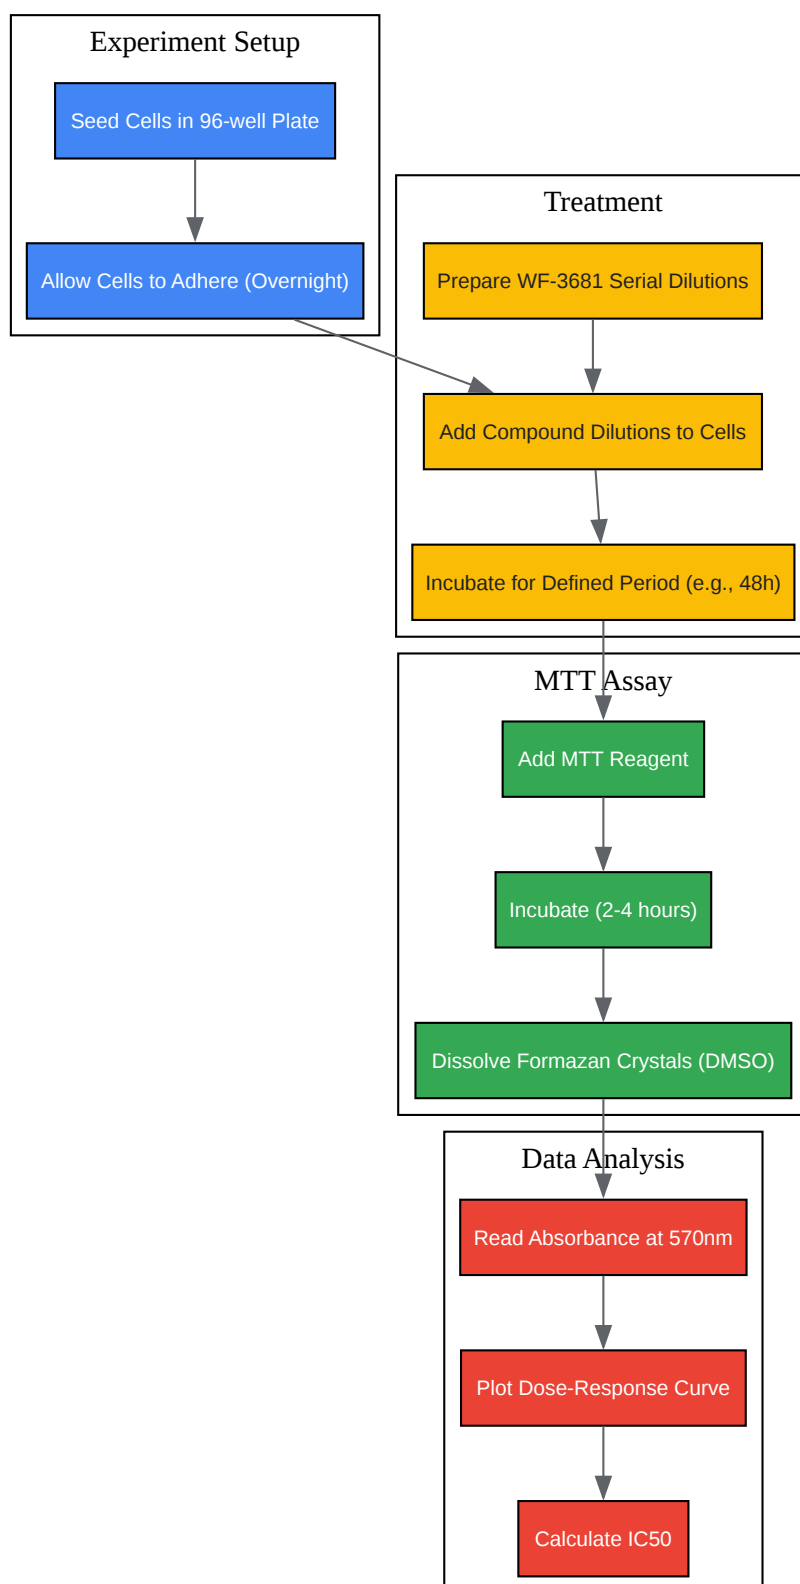 Experiment Setup
Seed Cells in 96-well Plate
Allow Cells to Adhere (Overnight)
Treatment
Prepare WF-3681 Serial Dilutions
Add Compound Dilutions to Cells
Incubate for Defined Period (e.g., 48h)
MTT Assay
Add MTT Reagent
Incubate (2-4 hours)
Dissolve Formazan Crystals (DMSO)
Data Analysis
Read Absorbance at 570nm
Plot Dose-Response Curve
Calculate IC50